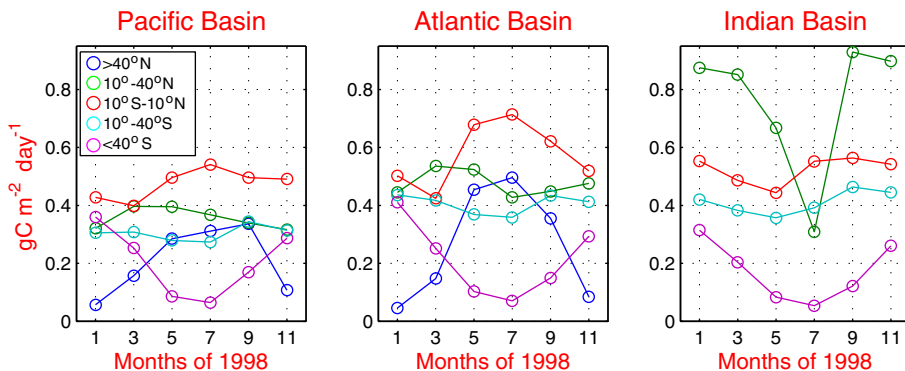 Pacific Basin
Atlantic Basin
Indian Basin
gC m⁻² day⁻¹
0.8
0.6
0.4
0.2
0
>40°N
10°-40°N
10°S-10°N
10°-40°S
<40°S
1 3 5 7 9 11
Months of 1998
0.8
0.6
0.4
0.2
0
1 3 5 7 9 11
Months of 1998
0.8
0.6
0.4
0.2
0
1 3 5 7 9 11
Months of 1998